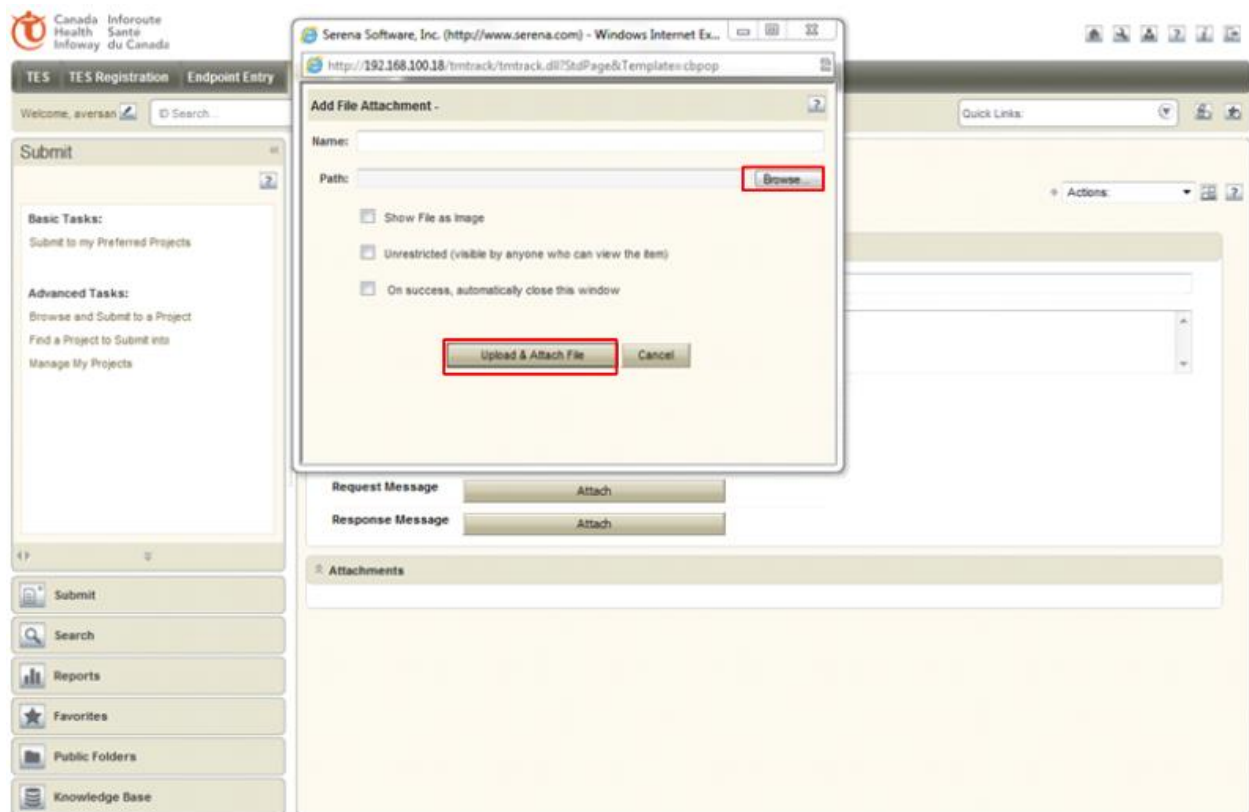 Canada Inforoute
Health Santé
Infoway du Canada
TES TES Registration Endpoint Entry
Welcome, aversan
ID Search...
Quick Links:
Submit
Basic Tasks:
Submit to my Preferred Projects
Advanced Tasks:
Browse and Submit to a Project
Find a Project to Submit into
Manage My Projects
Submit
Search
Reports
Favorites
Public Folders
Knowledge Base
Serena Software, Inc. (http://www.serena.com) - Windows Internet Ex...
http://192.168.100.18/tmtrack/tmtrack.dll?StdPage&Template=cbpop
Add File Attachment -
Name:
Path:
Browse...
Show File as Image
Unrestricted (visible by anyone who can view the item)
On success, automatically close this window
Upload & Attach File Cancel
Actions:
Request Message Attach
Response Message Attach
Attachments